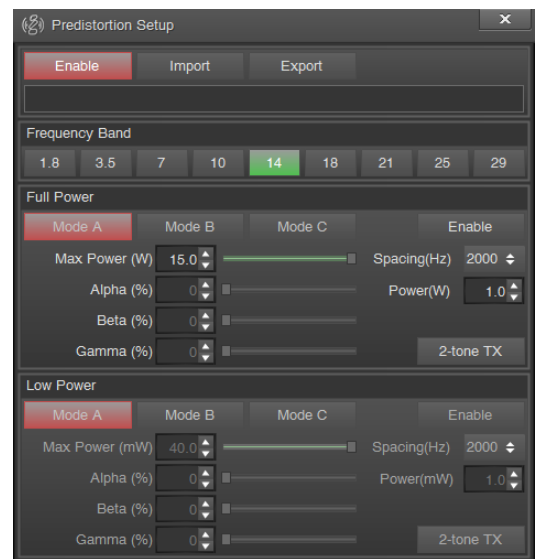 Predistortion Setup
Enable Import Export
Frequency Band
1.8 3.5 7 10 14 18 21 25 29
Full Power
Mode A Mode B Mode C Enable
Max Power (W) 15.0 Spacing(Hz) 2000
Alpha (%) 0 Power(W) 1.0
Beta (%) 0
Gamma (%) 0 2-tone TX
Low Power
Mode A Mode B Mode C Enable
Max Power (mW) 40.0 Spacing(Hz) 2000
Alpha (%) 0 Power(mW) 1.0
Beta (%) 0
Gamma (%) 0 2-tone TX